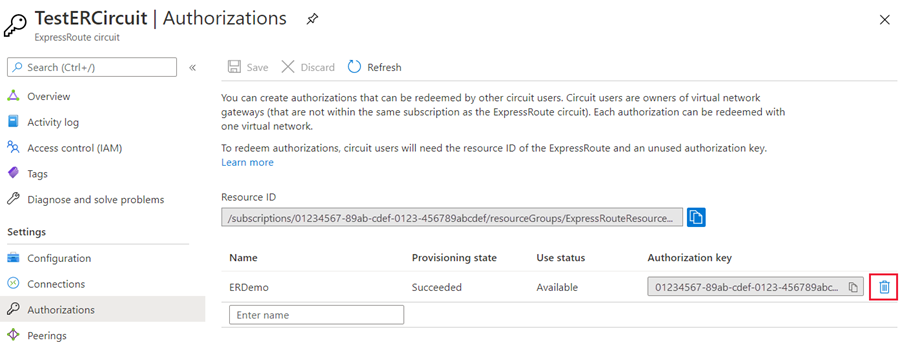 TestERCircuit | Authorizations
ExpressRoute circuit
Search (Ctrl+/)
«
Save
Discard
Refresh
Overview
Activity log
Access control (IAM)
Tags
Diagnose and solve problems
Settings
Configuration
Connections
Authorizations
Peerings
You can create authorizations that can be redeemed by other circuit users. Circuit users are owners of virtual network
gateways (that are not within the same subscription as the ExpressRoute circuit). Each authorization can be redeemed with
one virtual network.
To redeem authorizations, circuit users will need the resource ID of the ExpressRoute and an unused authorization key.
Learn more
Resource ID
/subscriptions/01234567-89ab-cdef-0123-456789abcdef/resourceGroups/ExpressRouteResource...
Name Provisioning state Use status Authorization key
ERDemo Succeeded Available 01234567-89ab-cdef-0123-456789abc...
Enter name